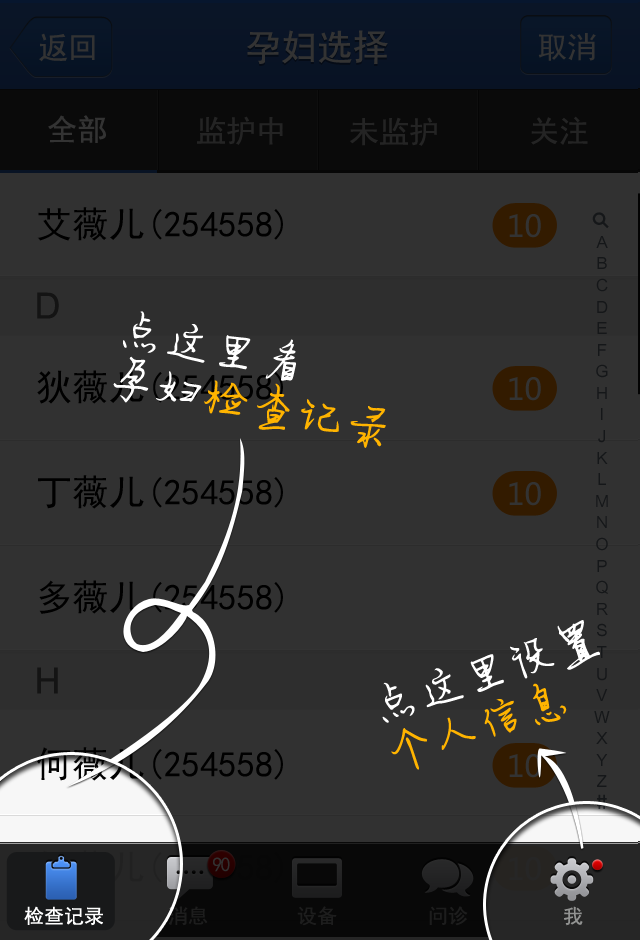 返回 孕妇选择 取消
全部 监护中 未监护 关注
艾薇儿(254558) 10
D
点这里看
孕妇检查记录
狄薇儿(254558) 10
丁薇儿(254558) 10
多薇儿(254558)
H
点这里设置
个人信息
何薇儿(254558) 10
A
B
C
D
E
F
G
H
I
J
K
L
M
N
O
P
Q
R
S
T
U
V
W
X
Y
Z
#
90
检查记录 消息 设备 问诊 我